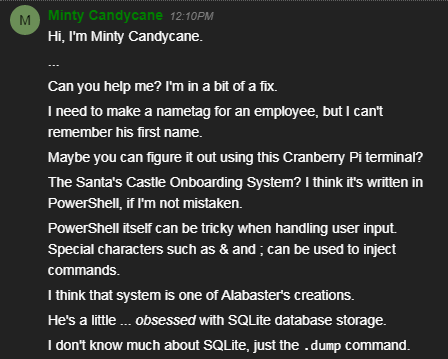 M
Minty Candycane 12:10PM
Hi, I'm Minty Candycane.
...
Can you help me? I'm in a bit of a fix.
I need to make a nametag for an employee, but I can't
remember his first name.
Maybe you can figure it out using this Cranberry Pi terminal?
The Santa's Castle Onboarding System? I think it's written in
PowerShell, if I'm not mistaken.
PowerShell itself can be tricky when handling user input.
Special characters such as & and ; can be used to inject
commands.
I think that system is one of Alabaster's creations.
He's a little ... obsessed with SQLite database storage.
I don't know much about SQLite, just the .dump command.